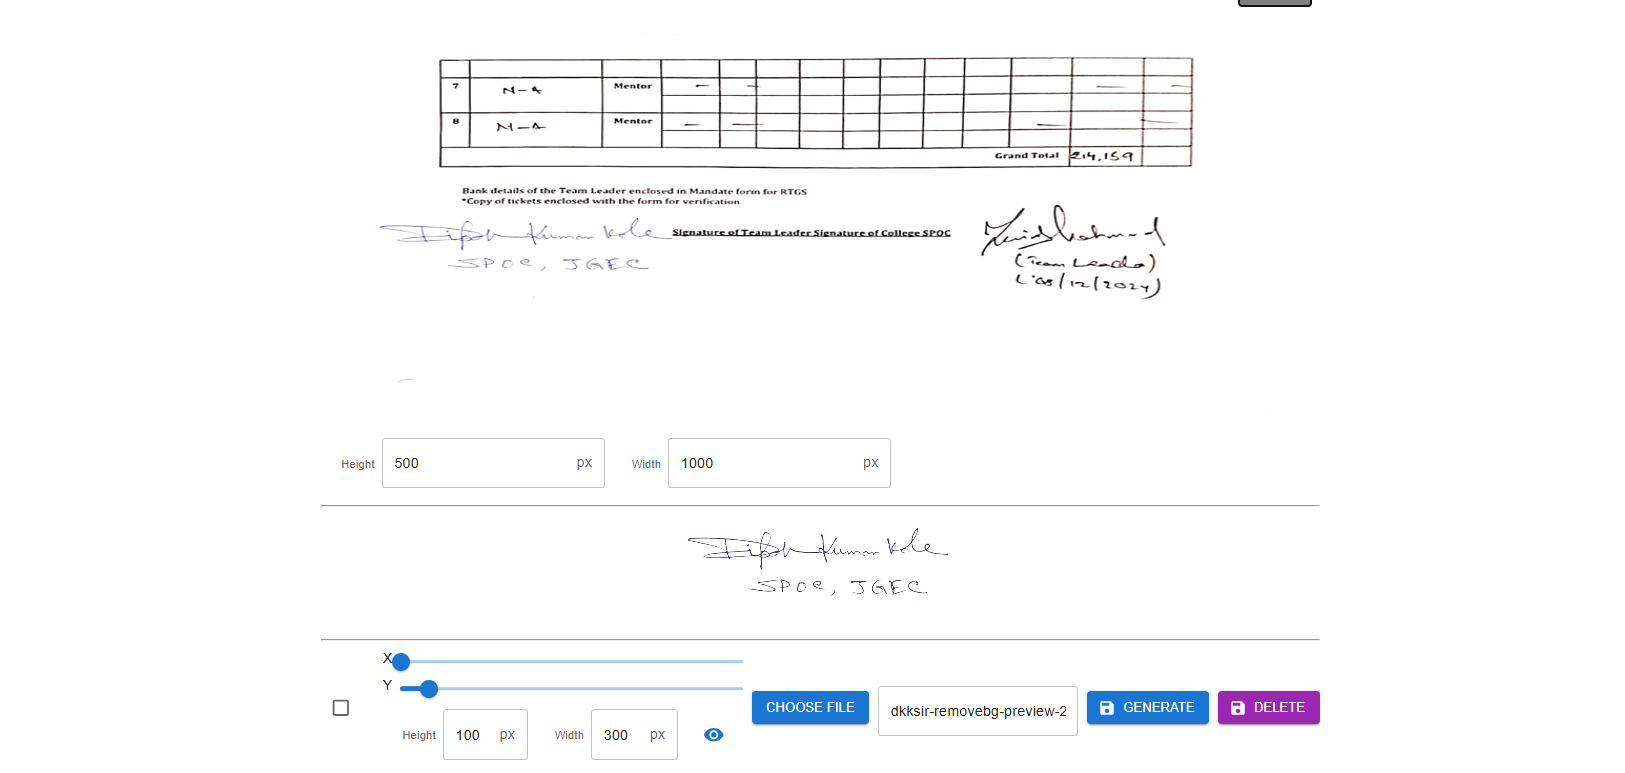 7 N-A Mentor - - - -
8 N-A Mentor - - - -
Grand Total 214,159
Bank details of the Team Leader enclosed in Mandate form for RTGS
*Copy of tickets enclosed with the form for verification
Dipak Kumar Kole Signature of Team Leader Signature of College SPOC
SPOC, JGEC (Team Leader)
05/12/2024)
Height 500 px Width 1000 px
Dipak Kumar Kole
SPOC, JGEC
X
Y
CHOOSE FILE dkksir-removebg-preview-2 GENERATE DELETE
Height 100 px Width 300 px